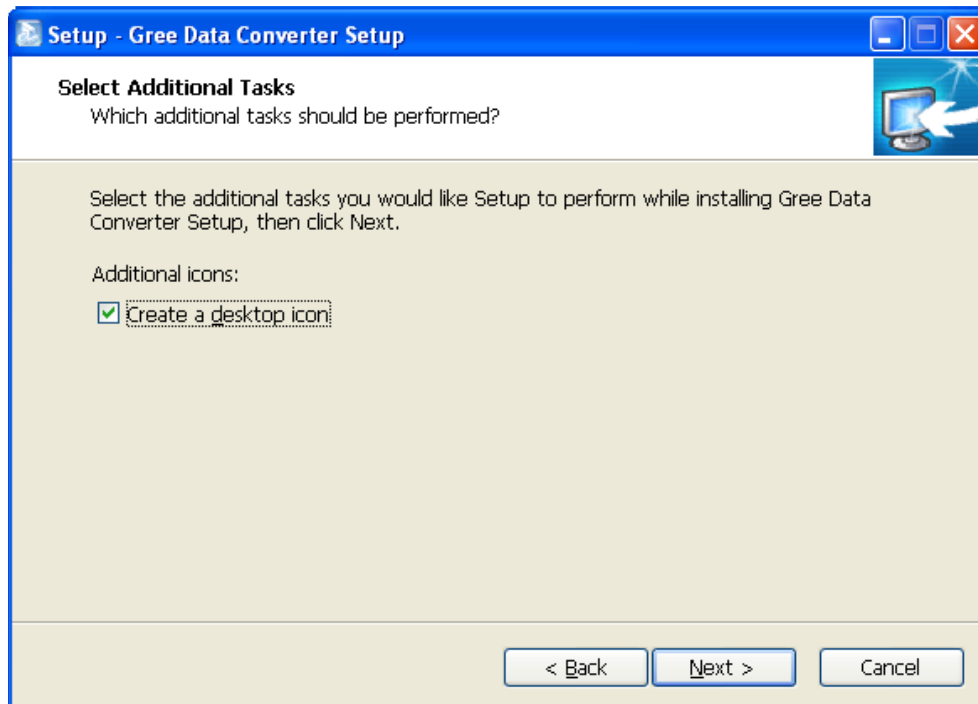 Setup - Gree Data Converter Setup
Select Additional Tasks
Which additional tasks should be performed?
Select the additional tasks you would like Setup to perform while installing Gree Data
Converter Setup, then click Next.
Additional icons:
Create a desktop icon
< Back
Next >
Cancel